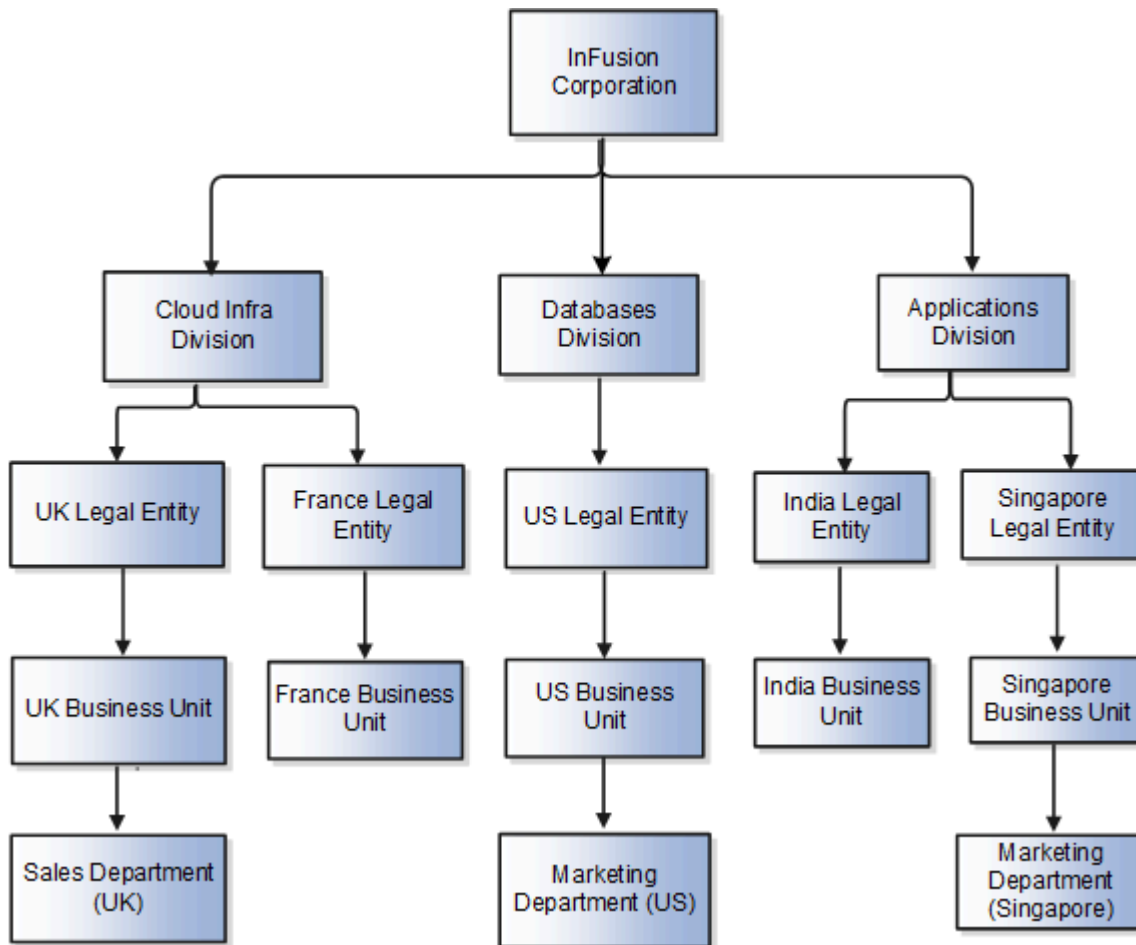 InFusion
Corporation
Cloud Infra
Division
Databases
Division
Applications
Division
UK Legal Entity
France Legal
Entity
US Legal Entity
India Legal
Entity
Singapore
Legal Entity
UK Business Unit
France Business
Unit
US Business
Unit
India Business
Unit
Singapore
Business Unit
Sales Department
(UK)
Marketing
Department (US)
Marketing
Department
(Singapore)